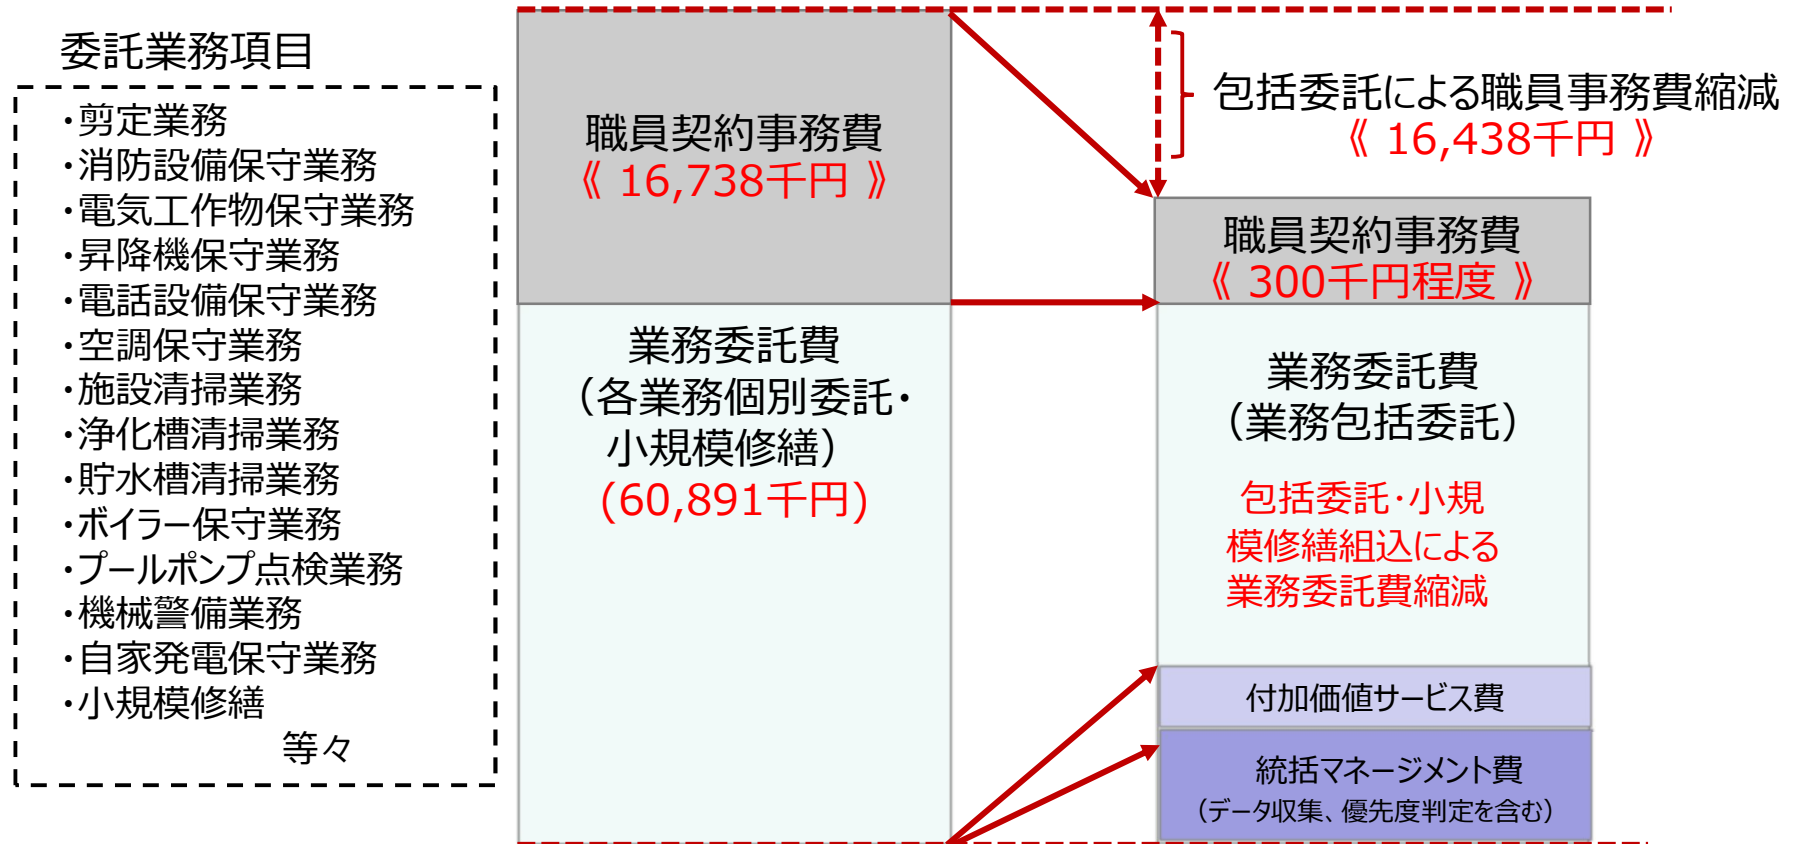 委託業務項目
・剪定業務
・消防設備保守業務
・電気工作物保守業務
・昇降機保守業務
・電話設備保守業務
・空調保守業務
・施設清掃業務
・浄化槽清掃業務
・貯水槽清掃業務
・ボイラー保守業務
・プールポンプ点検業務
・機械警備業務
・自家発電保守業務
・小規模修繕
等々
職員契約事務費
《 16,738千円 》
業務委託費
（各業務個別委託・
小規模修繕）
(60,891千円)
包括委託による職員事務費縮減
《 16,438千円 》
職員契約事務費
《 300千円程度 》
業務委託費
（業務包括委託）
包括委託・小規
模修繕組込による
業務委託費縮減
付加価値サービス費
統括マネージメント費
（データ収集、優先度判定を含む）